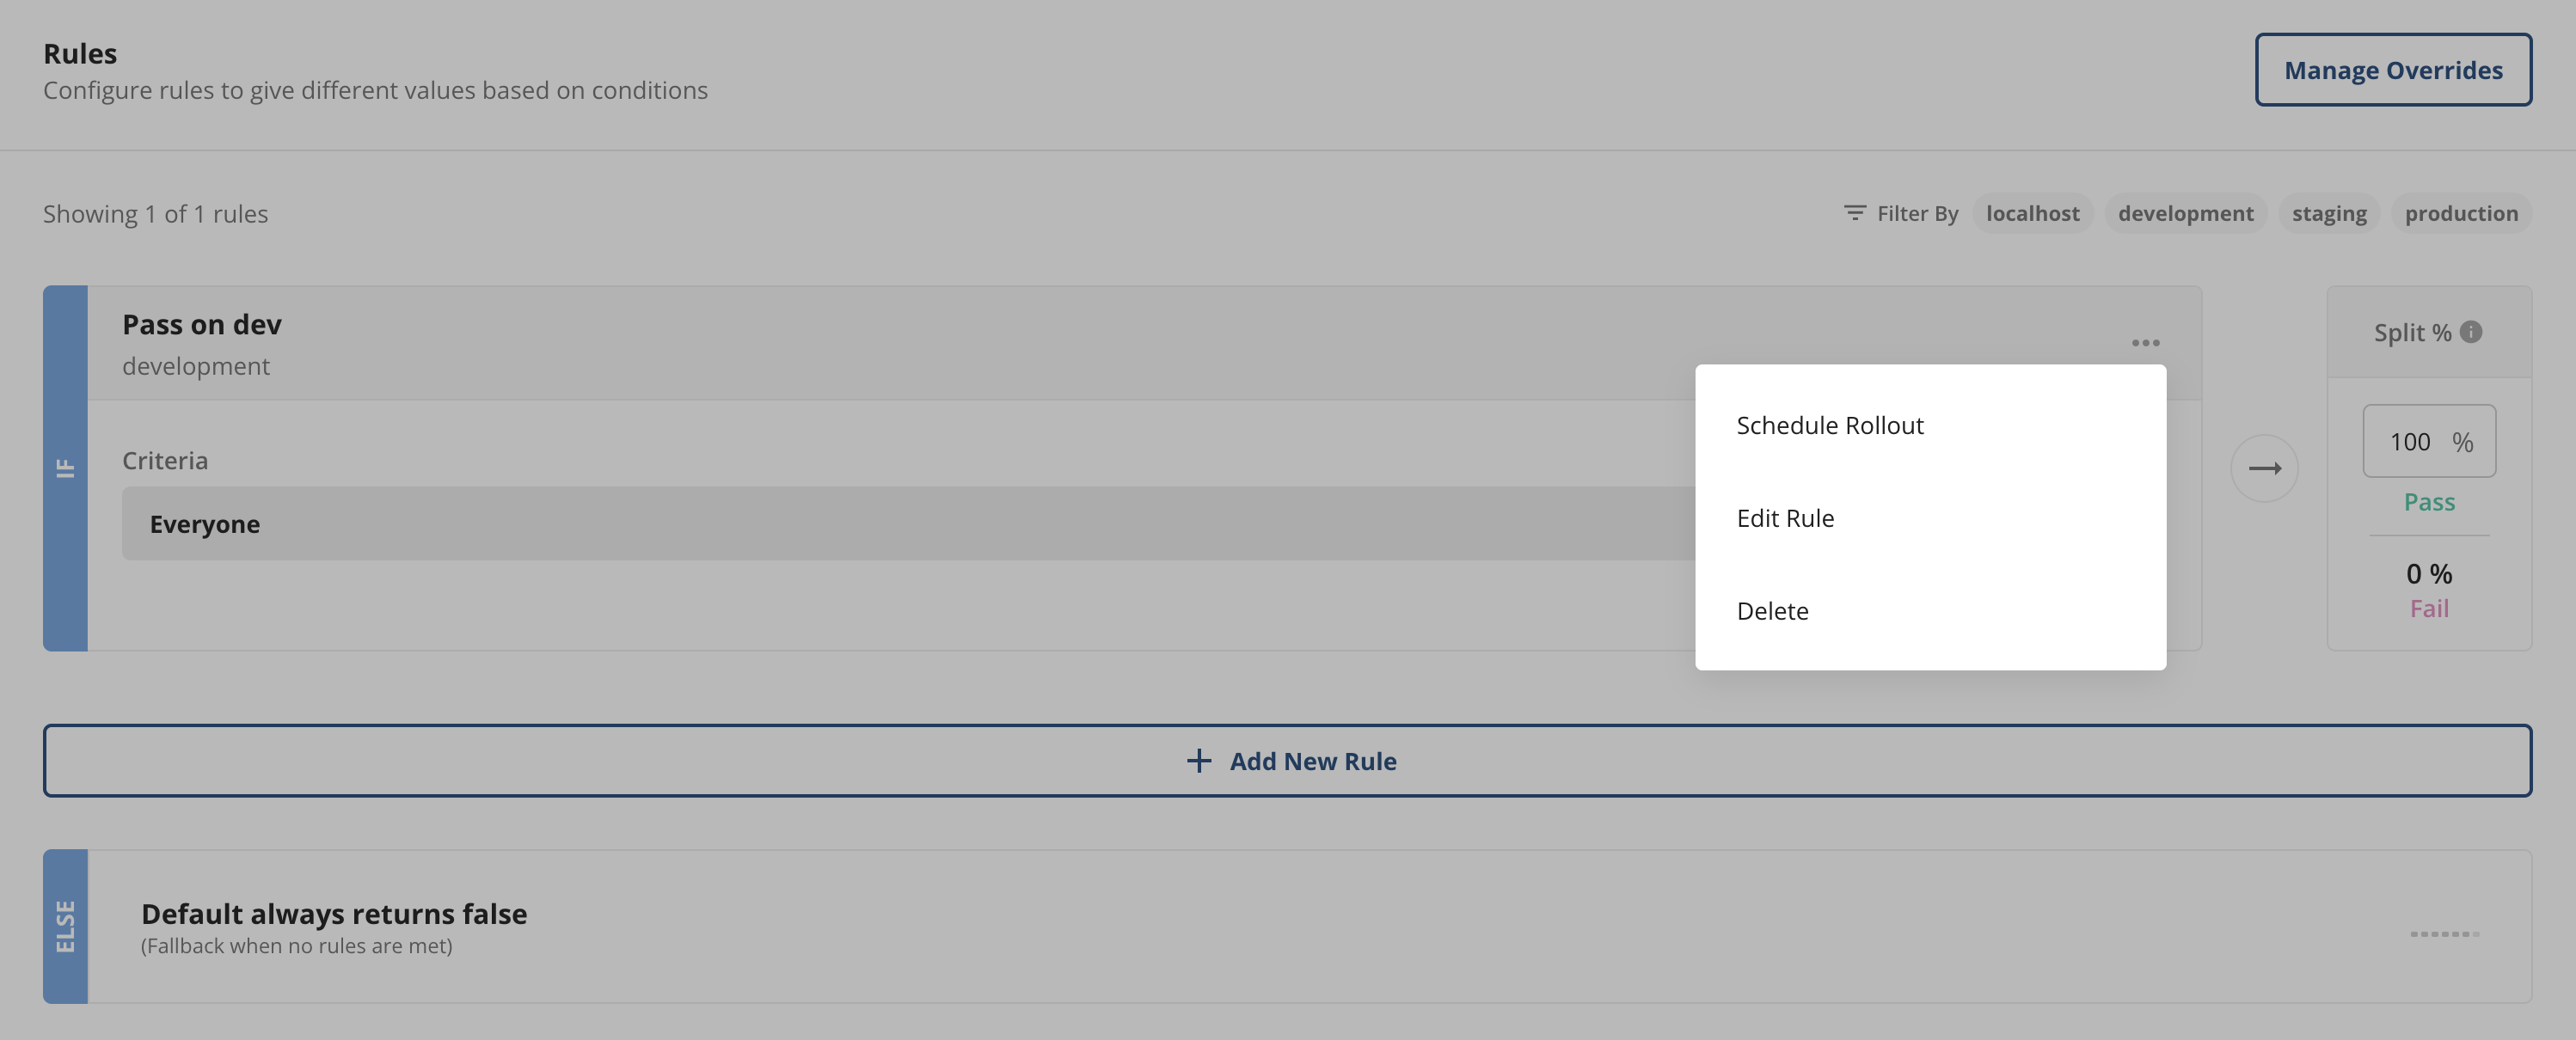 Rules
Configure rules to give different values based on conditions
Manage Overrides
Showing 1 of 1 rules
Filter By localhost development staging production
IF
Pass on dev
development
Criteria
Everyone
Schedule Rollout
Edit Rule
Delete
Split %
100 %
Pass
0 %
Fail
Add New Rule
ELSE
Default always returns false
(Fallback when no rules are met)